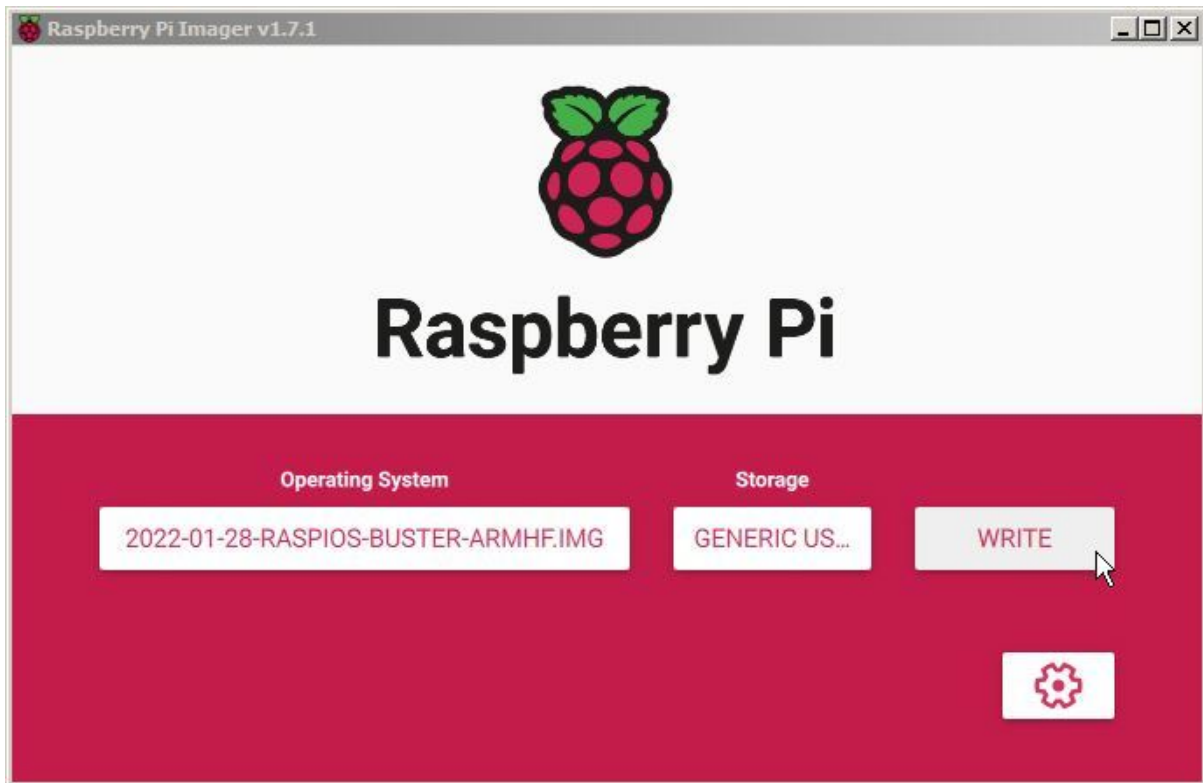 Raspberry Pi Imager v1.7.1
Raspberry Pi
Operating System
Storage
2022-01-28-RASPIOS-BUSTER-ARMHF.IMG
GENERIC US...
WRITE